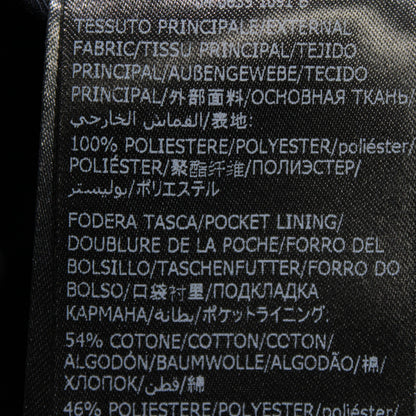 TESSUTO PRINCIPALE/EXTERNAL
FABRIC/TISSU PRINCIPAL/TEJIDO
PRINCIPAL/AUßENGEWEBE/TECIDO
PRINCIPAL/外部面料/ОСНОВНАЯ ТКАНЬ/
القماش الخارجي/表地:
100% POLIESTERE/POLYESTER/poliéster/
POLIÉSTER/聚酯纤维/ПОЛИЭСТЕР/
بوليستر/ポリエステル
FODERA TASCA/POCKET LINING/
DOUBLURE DE LA POCHE/FORRO DEL
BOLSILLO/TASCHENFUTTER/FORRO DO
BOLSO/口袋衬里/ПОДКЛАДКА
КАРМАНА/بطانة/ポケットライニング:
54% COTONE/COTTON/COTON/
ALGODÓN/BAUMWOLLE/ALGODÃO/棉/
ХЛОПОК/قطن/綿
46% POLIESTERE/POLYESTER/poliéster/